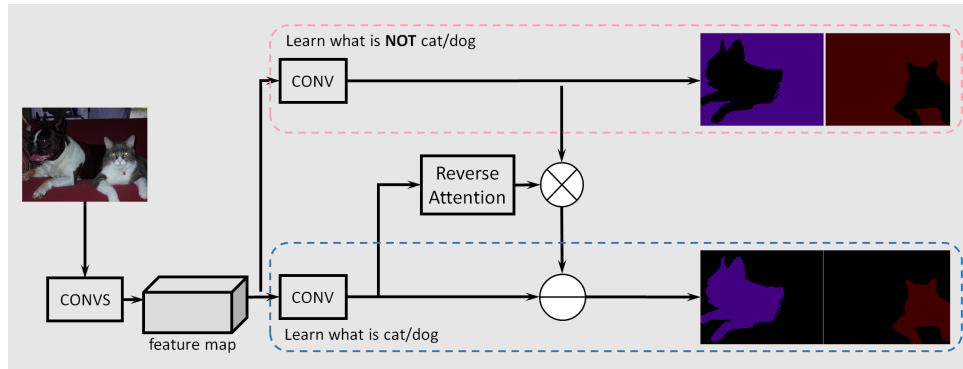 Learn what is NOT cat/dog
CONV
Reverse
Attention
CONVS
feature map
CONV
Learn what is cat/dog